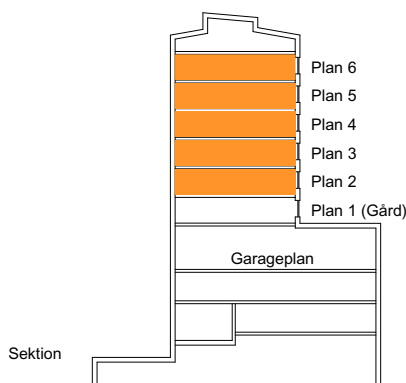 Plan 6
Plan 5
Plan 4
Plan 3
Plan 2
Plan 1 (Gård)
Garageplan
Sektion